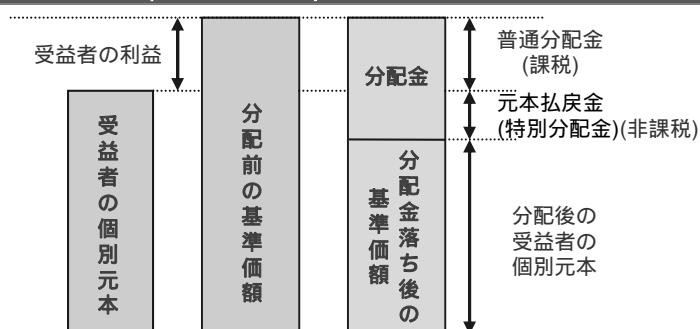 受益者の利益
普通分配金
(課税)
分配金
元本払戻金
(特別分配金)(非課税)
受益者の個別元本
分配前の基準価額
分配金落ち後の
基準価額
分配後の
受益者の
個別元本